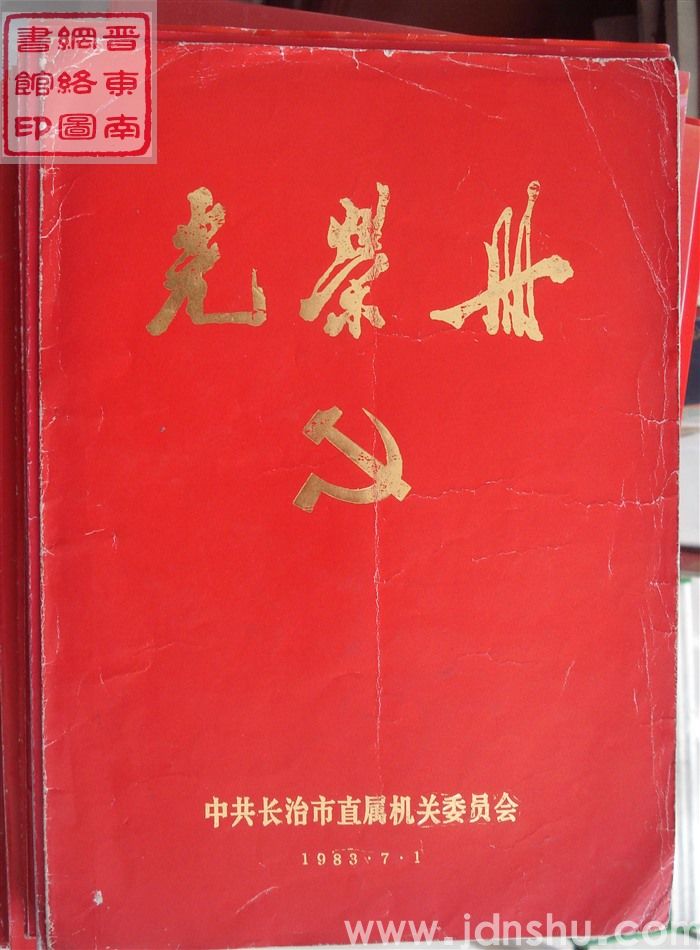 晋東南
網絡圖
書館印
光榮册
中共长治市直属机关委员会
1983·7·1
www.jdnshu.com